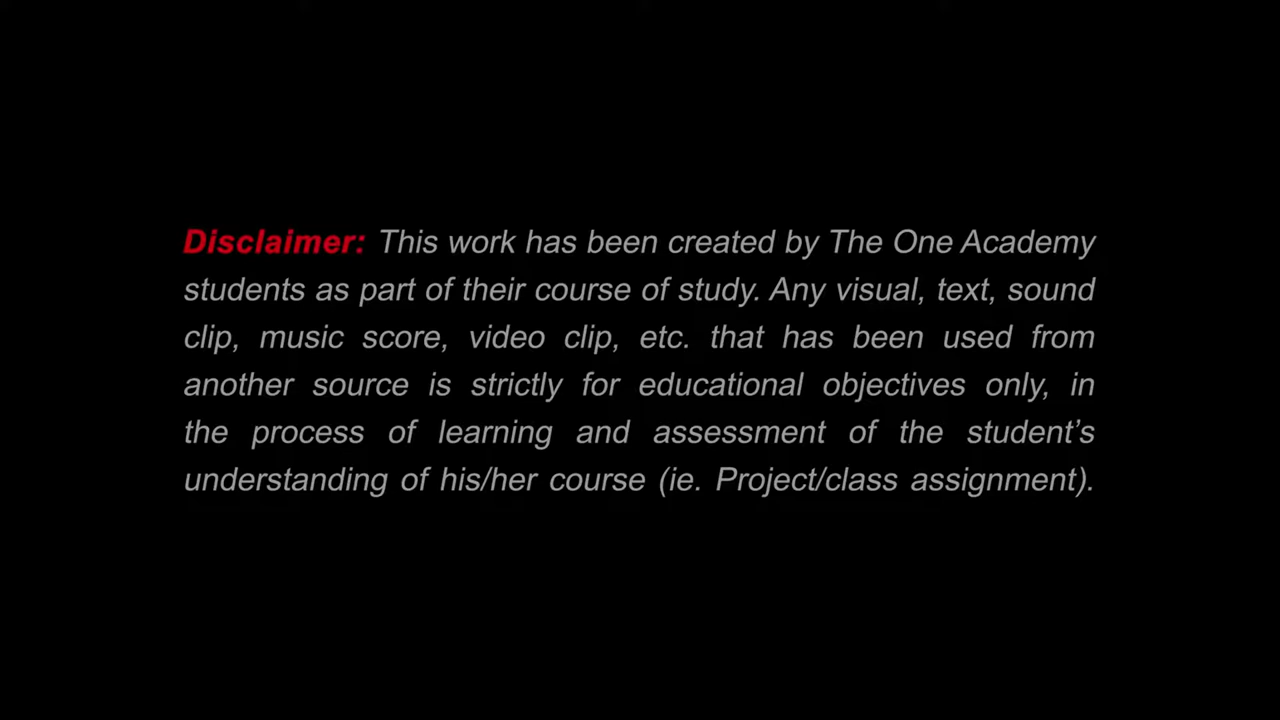 Disclaimer: This work has been created by The One Academy
students as part of their course of study. Any visual, text, sound
clip, music score, video clip, etc. that has been used from
another source is strictly for educational objectives only, in
the process of learning and assessment of the student’s
understanding of his/her course (ie. Project/class assignment).